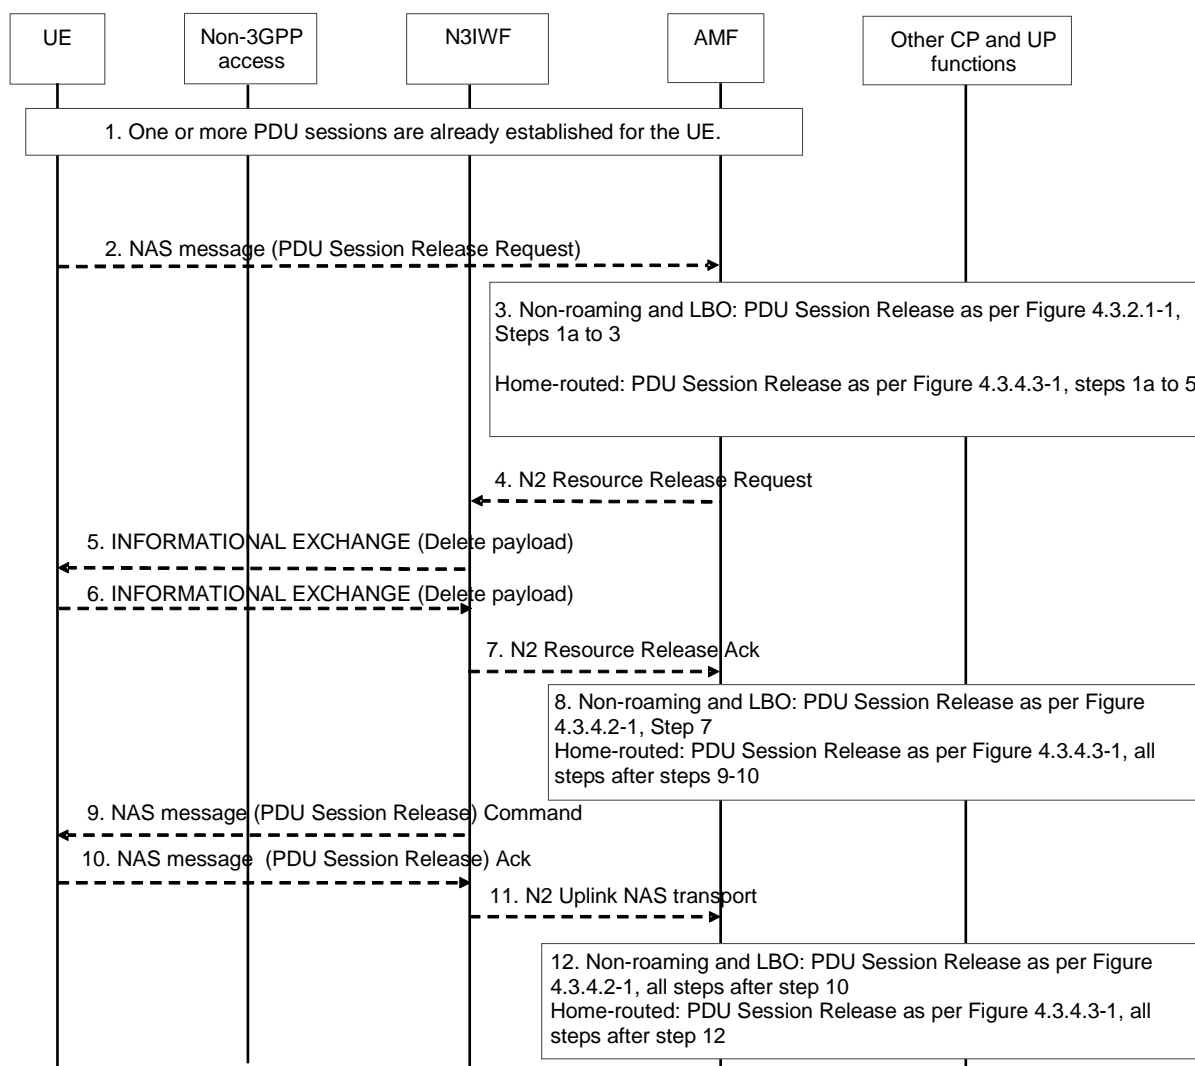 UE
Non-3GPP
access
N3IWF
AMF
Other CP and UP
functions
1. One or more PDU sessions are already established for the UE.
2. NAS message (PDU Session Release Request)
3. Non-roaming and LBO: PDU Session Release as per Figure 4.3.2.1-1,
Steps 1a to 3
Home-routed: PDU Session Release as per Figure 4.3.4.3-1, steps 1a to 5
4. N2 Resource Release Request
5. INFORMATIONAL EXCHANGE (Delete payload)
6. INFORMATIONAL EXCHANGE (Delete payload)
7. N2 Resource Release Ack
8. Non-roaming and LBO: PDU Session Release as per Figure
4.3.4.2-1, Step 7
Home-routed: PDU Session Release as per Figure 4.3.4.3-1, all
steps after steps 9-10
9. NAS message (PDU Session Release) Command
10. NAS message  (PDU Session Release) Ack
11. N2 Uplink NAS transport
12. Non-roaming and LBO: PDU Session Release as per Figure
4.3.4.2-1, all steps after step 10
Home-routed: PDU Session Release as per Figure 4.3.4.3-1, all
steps after step 12